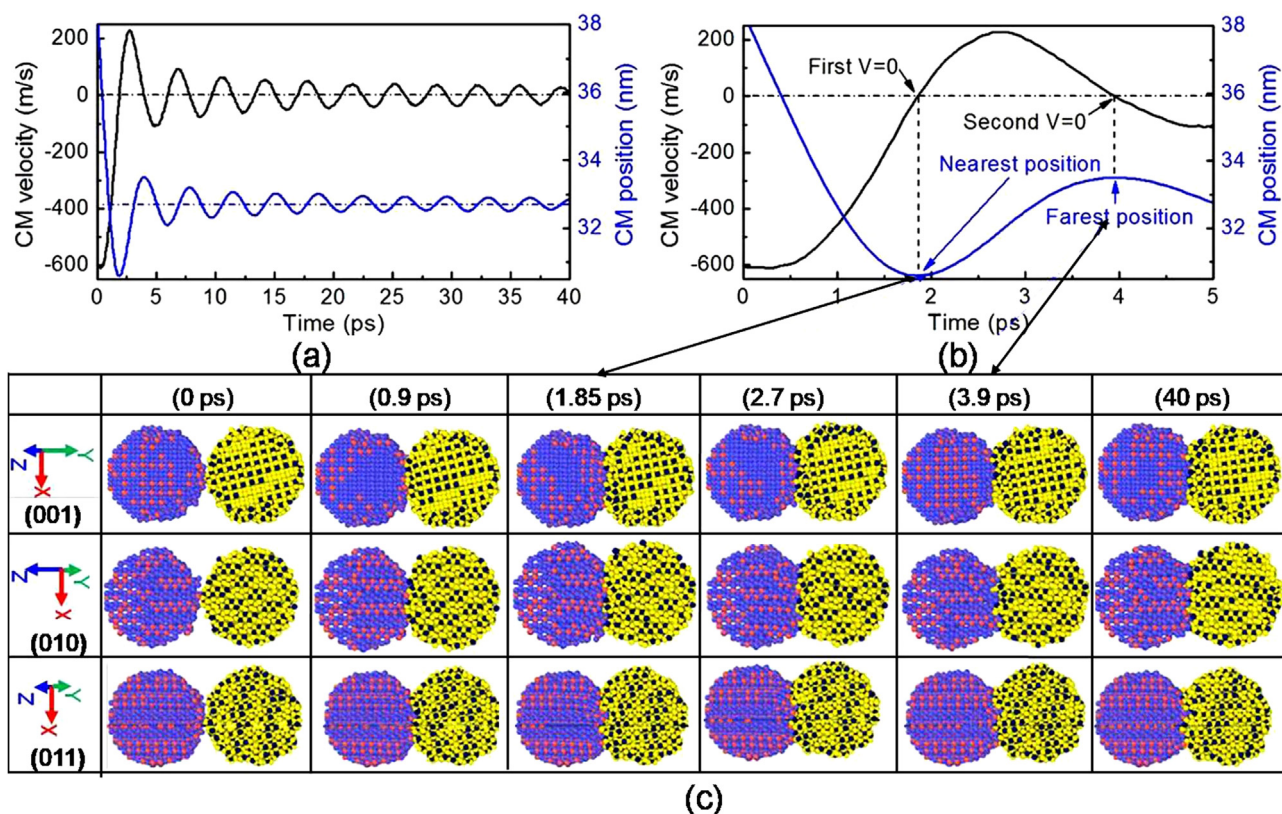 200
0
-200
-400
-600
CM velocity (m/s)
38
36
34
32
CM position (nm)
0 5 10 15 20 25 30 35 40
Time (ps)
(a)
200
0
-200
-400
-600
CM velocity (m/s)
First V=0
Second V=0
Nearest position
Farest position
38
36
34
32
CM position (nm)
0 1 2 3 4 5
Time (ps)
(b)
(0 ps) (0.9 ps) (1.85 ps) (2.7 ps) (3.9 ps) (40 ps)
Z Y
X
(001)
Z Y
X
(010)
Z Y
X
(011)
(c)